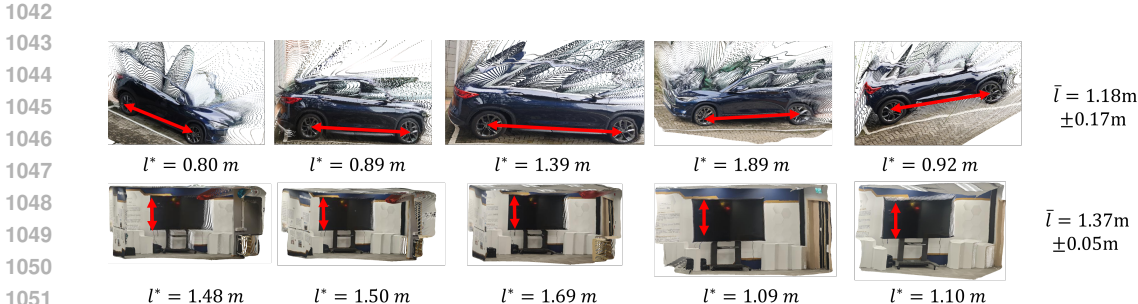 1042
1043
1044
1045
1046
1047
1048
1049
1050
1051
l̄ = 1.18m
±0.17m
l* = 0.80 m
l* = 0.89 m
l* = 1.39 m
l* = 1.89 m
l* = 0.92 m
l̄ = 1.37m
±0.05m
l* = 1.48 m
l* = 1.50 m
l* = 1.69 m
l* = 1.09 m
l* = 1.10 m